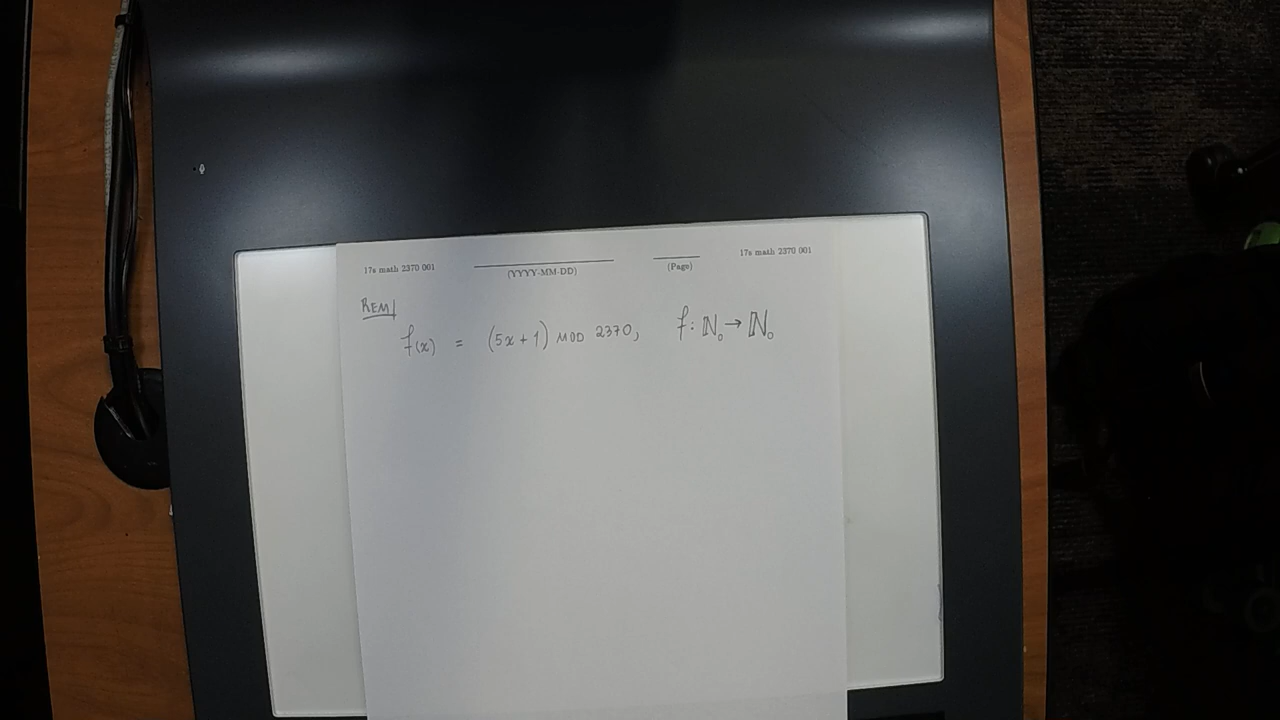 17s math 2370 001 (YYYY-MM-DD) (Page) 17s math 2370 001
REM
f(x) = (5x+1) MOD 2370, f: ℕ₀ → ℕ₀